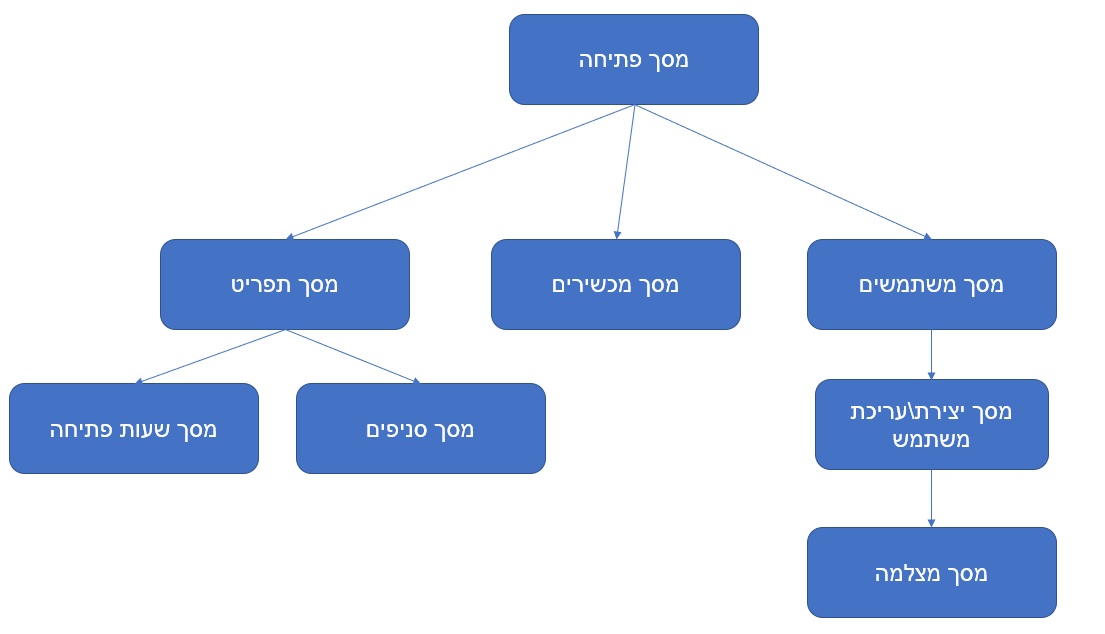 מסך פתיחה
מסך משתמשים
מסך מכשירים
מסך תפריט
מסך יצירת\עריכת
משתמש
מסך סניפים
מסך שעות פתיחה
מסך מצלמה